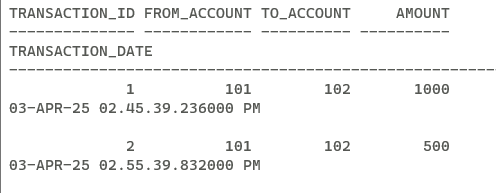 TRANSACTION_ID FROM_ACCOUNT TO_ACCOUNT     AMOUNT
-------------- ------------ ---------- ----------
TRANSACTION_DATE
---------------------------------------------------------------------------
             1          101        102       1000
03-APR-25 02.45.39.236000 PM
             2          101        102        500
03-APR-25 02.55.39.832000 PM